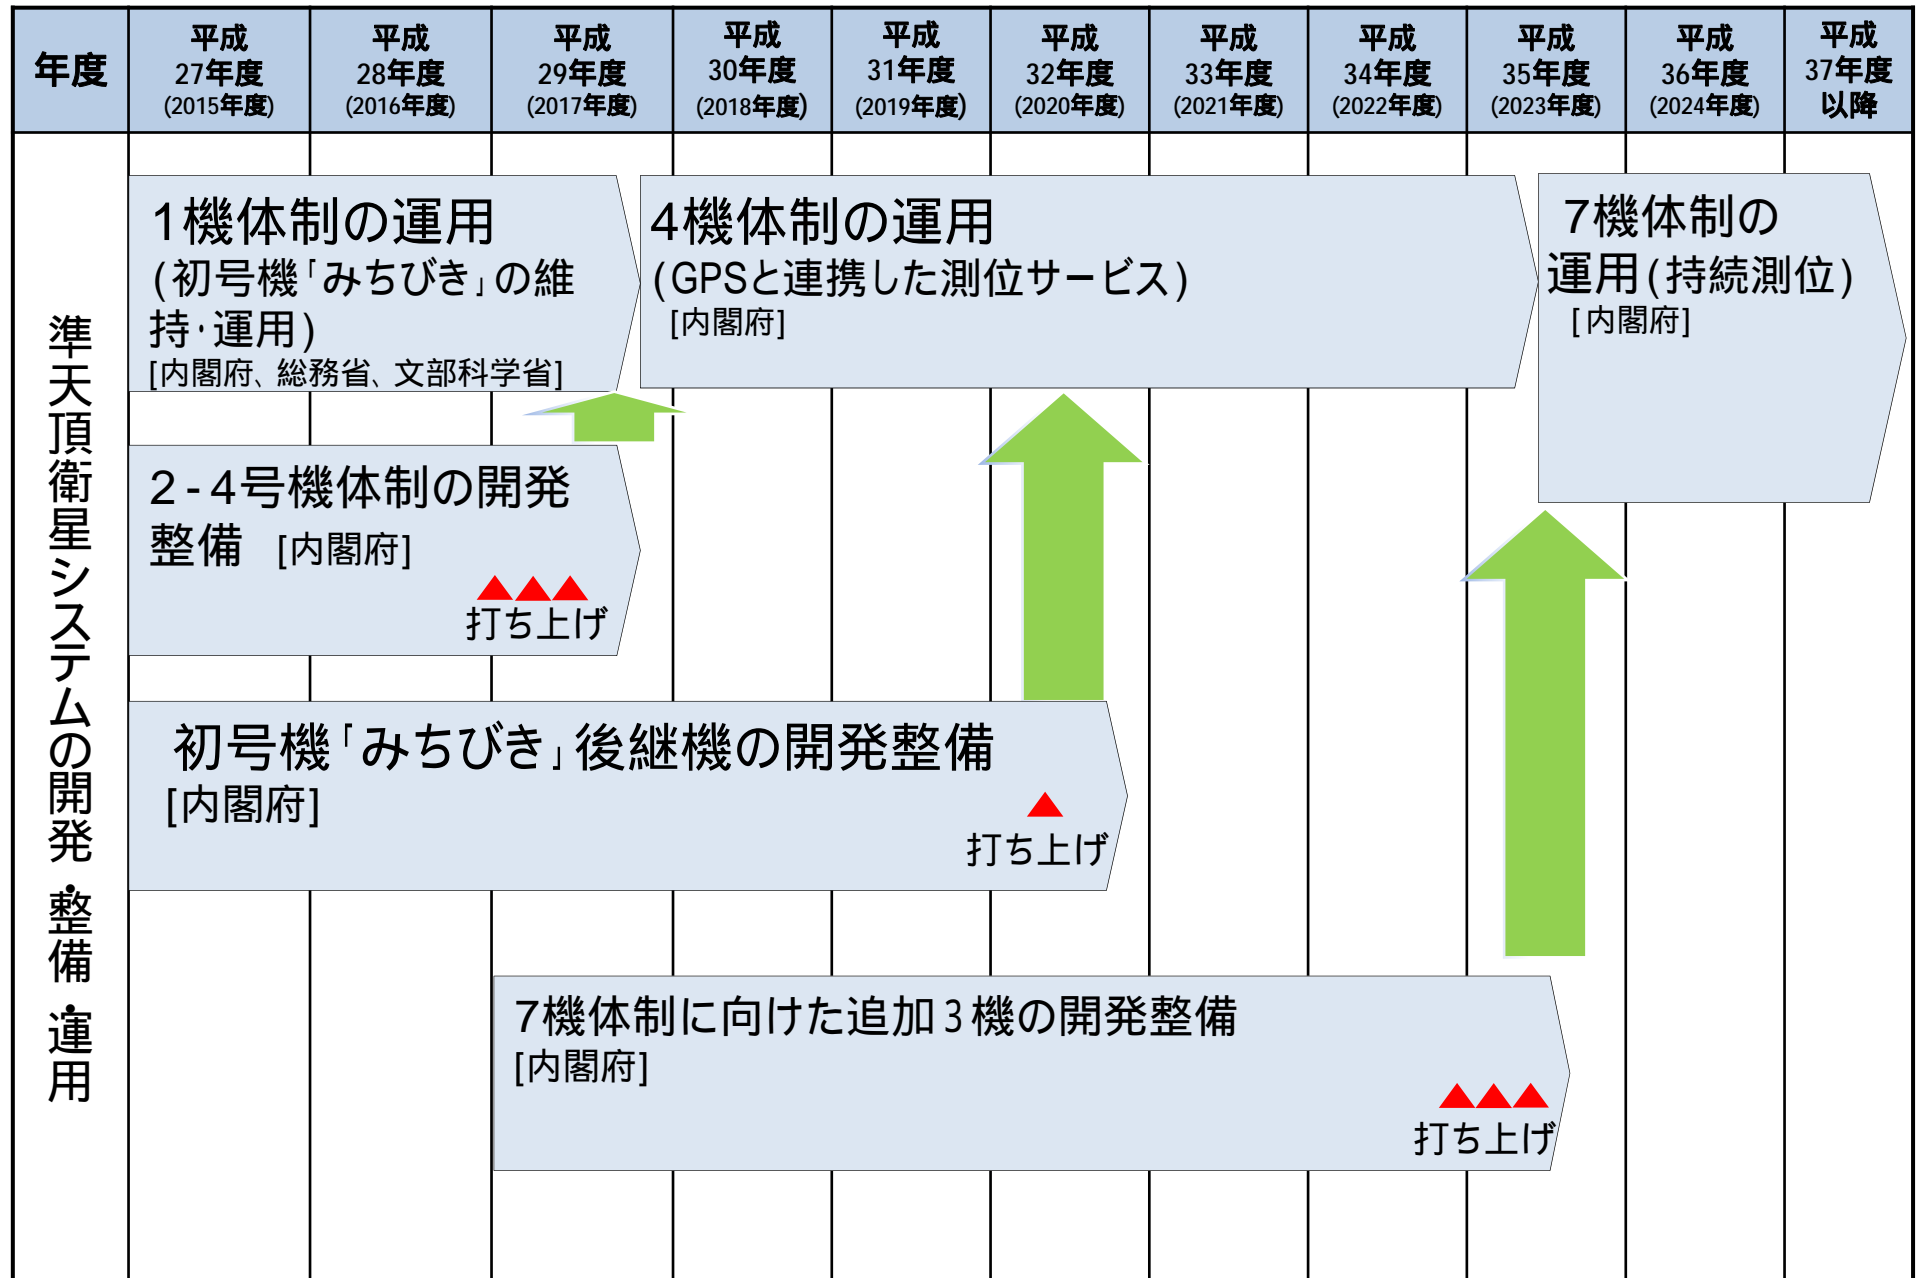 年度
平成
27年度
(2015年度)
平成
28年度
(2016年度)
平成
29年度
(2017年度)
平成
30年度
(2018年度)
平成
31年度
(2019年度)
平成
32年度
(2020年度)
平成
33年度
(2021年度)
平成
34年度
(2022年度)
平成
35年度
(2023年度)
平成
36年度
(2024年度)
平成
37年度
以降
準天頂衛星システムの開発・整備・運用
1機体制の運用
(初号機「みちびき」の維
持・運用)
[内閣府、総務省、文部科学省]
4機体制の運用
(GPSと連携した測位サービス)
[内閣府]
7機体制の
運用(持続測位)
[内閣府]
2-4号機体制の開発
整備 [内閣府]
打ち上げ
初号機「みちびき」後継機の開発整備
[内閣府]
打ち上げ
7機体制に向けた追加3機の開発整備
[内閣府]
打ち上げ